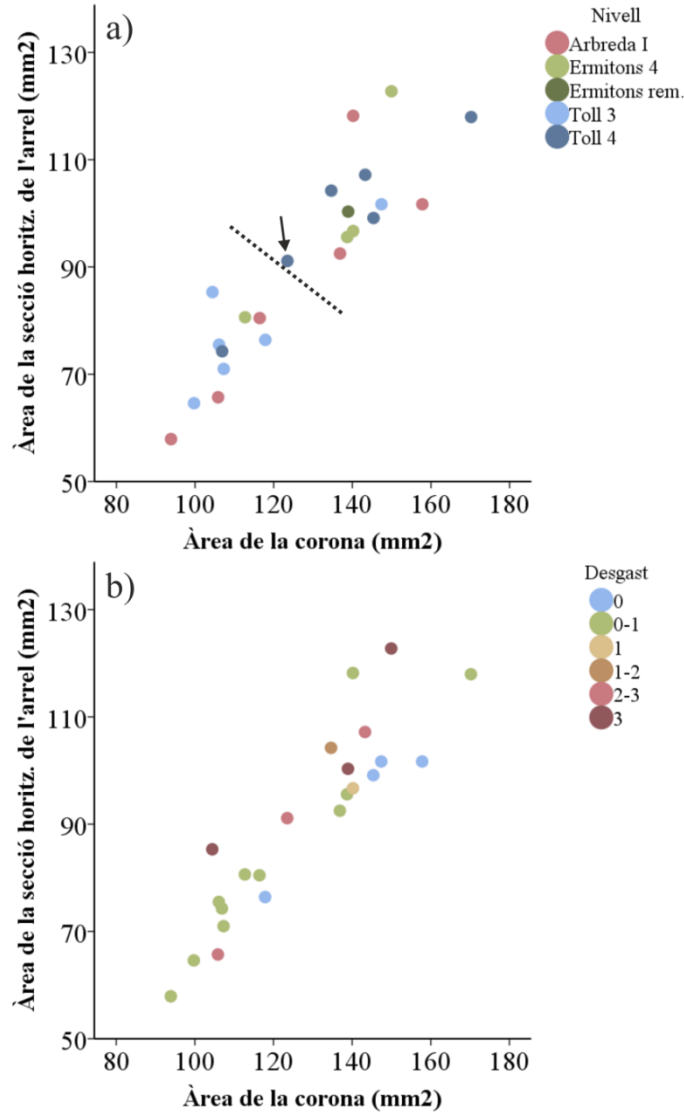 a)
Nivell
Arbreda I
Ermitons 4
Ermitons rem.
Toll 3
Toll 4
Àrea de la secció horitz. de l'arrel (mm2)
130
110
90
70
50
80 100 120 140 160 180
Àrea de la corona (mm2)
b)
Desgast
0
0-1
1
1-2
2-3
3
Àrea de la secció horitz. de l'arrel (mm2)
130
110
90
70
50
80 100 120 140 160 180
Àrea de la corona (mm2)